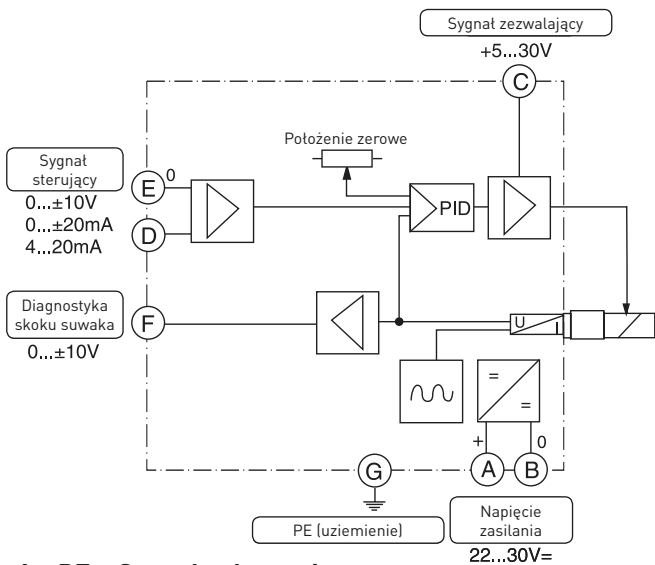 Sygnał zezwalający
+5...30V
C
Położenie zerowe
Sygnał
sterujący
E
0
0...±10V
0...±20mA
4...20mA
D
PID
Diagnostyka
skoku suwaka
F
0...±10V
U
I
=
=
+
0
G
A
B
PE (uziemienie)
Napięcie
zasilania
22...30V=